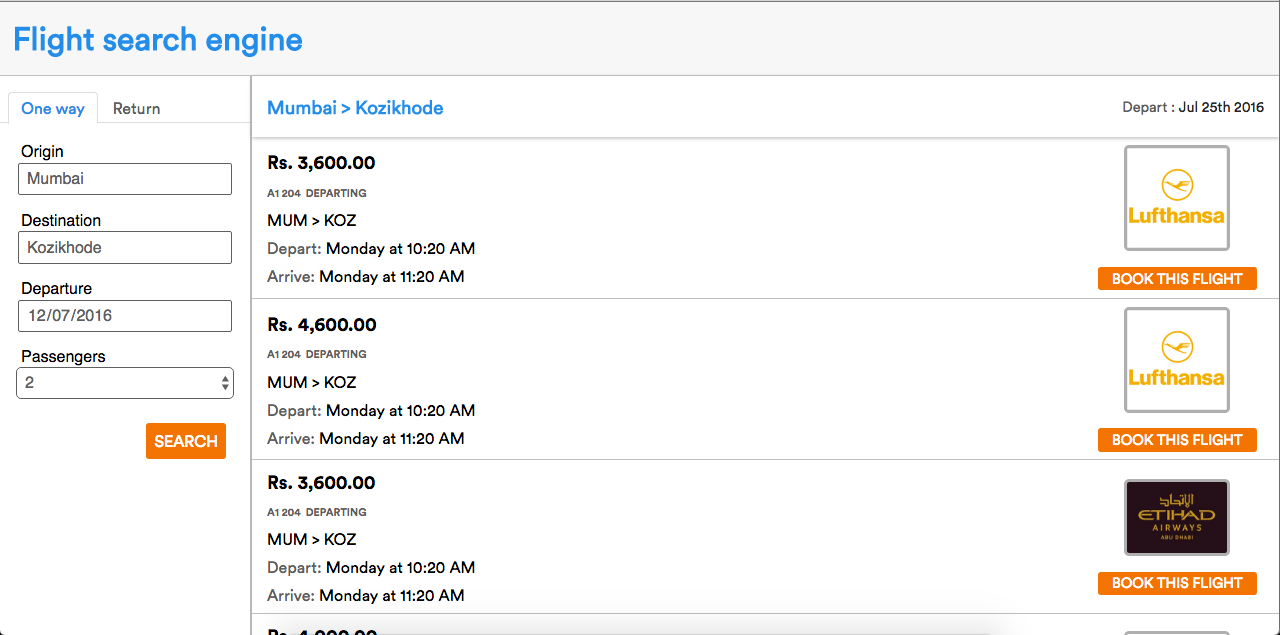 Flight search engine
One way
Return
Origin
Mumbai
Destination
Kozikhode
Departure
12/07/2016
Passengers
2
SEARCH
Mumbai > Kozikhode
Depart : Jul 25th 2016
Rs. 3,600.00
A1 204 DEPARTING
MUM > KOZ
Depart: Monday at 10:20 AM
Arrive: Monday at 11:20 AM
Lufthansa
BOOK THIS FLIGHT
Rs. 4,600.00
A1 204 DEPARTING
MUM > KOZ
Depart: Monday at 10:20 AM
Arrive: Monday at 11:20 AM
Lufthansa
BOOK THIS FLIGHT
Rs. 3,600.00
A1 204 DEPARTING
MUM > KOZ
Depart: Monday at 10:20 AM
Arrive: Monday at 11:20 AM
الإتحاد
ETIHAD
AIRWAYS
ABU DHABI
BOOK THIS FLIGHT